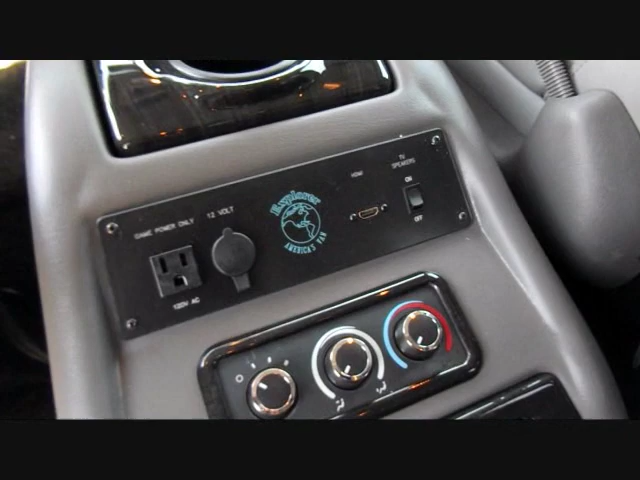 GAME POWER ONLY
12 VOLT
120V AC
Explorer
AMERICA'S VAN
HDMI
TV
SPEAKERS
ON
OFF